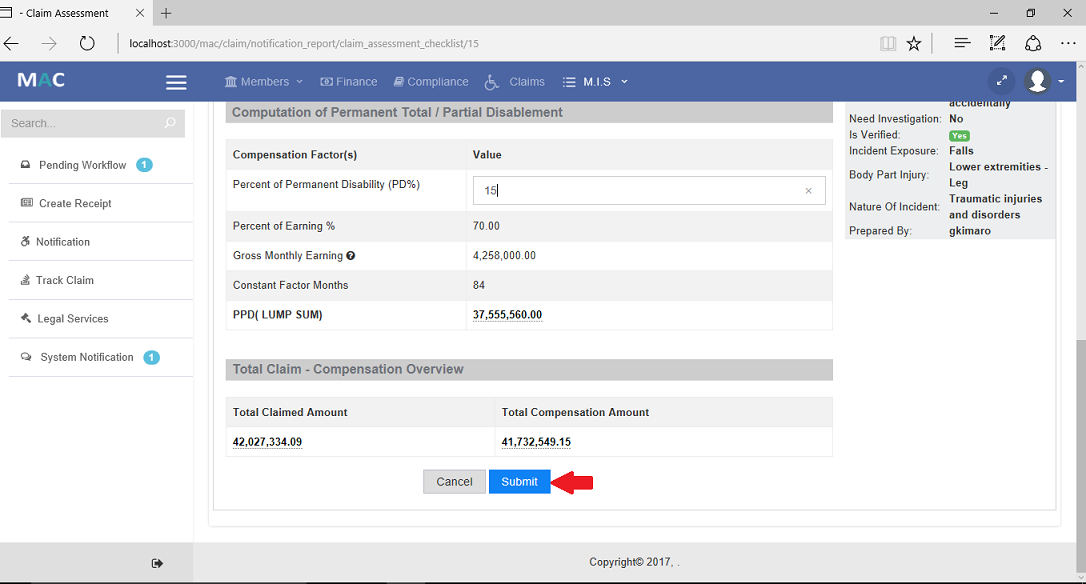 - Claim Assessment
localhost:3000/mac/claim/notification_report/claim_assessment_checklist/15
MAC
Members
Finance
Compliance
Claims
M.I.S
Search...
Pending Workflow 1
Create Receipt
Notification
Track Claim
Legal Services
System Notification 1
Computation of Permanent Total / Partial Disablement
Compensation Factor(s) Value
Percent of Permanent Disability (PD%) 15
Percent of Earning % 70.00
Gross Monthly Earning 4,258,000.00
Constant Factor Months 84
PPD( LUMP SUM) 37,555,560.00
Total Claim - Compensation Overview
Total Claimed Amount Total Compensation Amount
42,027,334.09 41,732,549.15
Cancel Submit
accidentally
Need Investigation: No
Is Verified: Yes
Incident Exposure: Falls
Body Part Injury: Lower extremities -
Leg
Nature Of Incident: Traumatic injuries
and disorders
Prepared By: gkimaro
Copyright© 2017, .